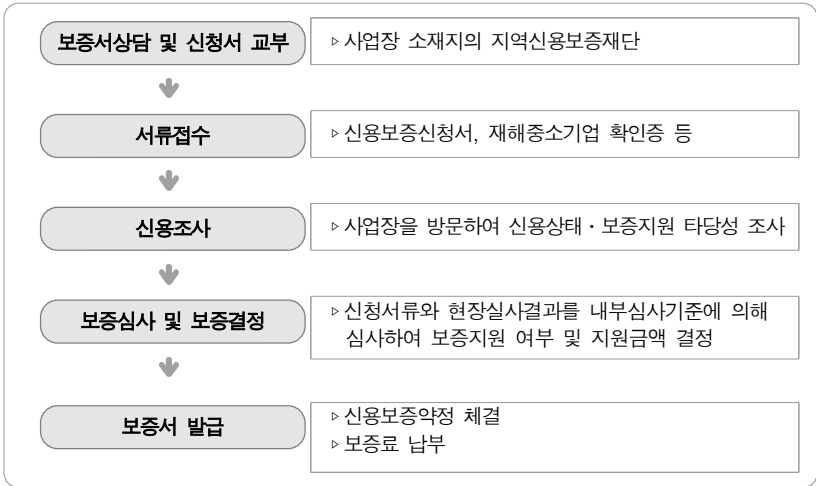 보증서상담 및 신청서 교부
▹사업장 소재지의 지역신용보증재단
서류접수
▹신용보증신청서, 재해중소기업 확인증 등
신용조사
▹사업장을 방문하여 신용상태·보증지원 타당성 조사
보증심사 및 보증결정
▹신청서류와 현장실사결과를 내부심사기준에 의해
심사하여 보증지원 여부 및 지원금액 결정
보증서 발급
▹신용보증약정 체결
▹보증료 납부